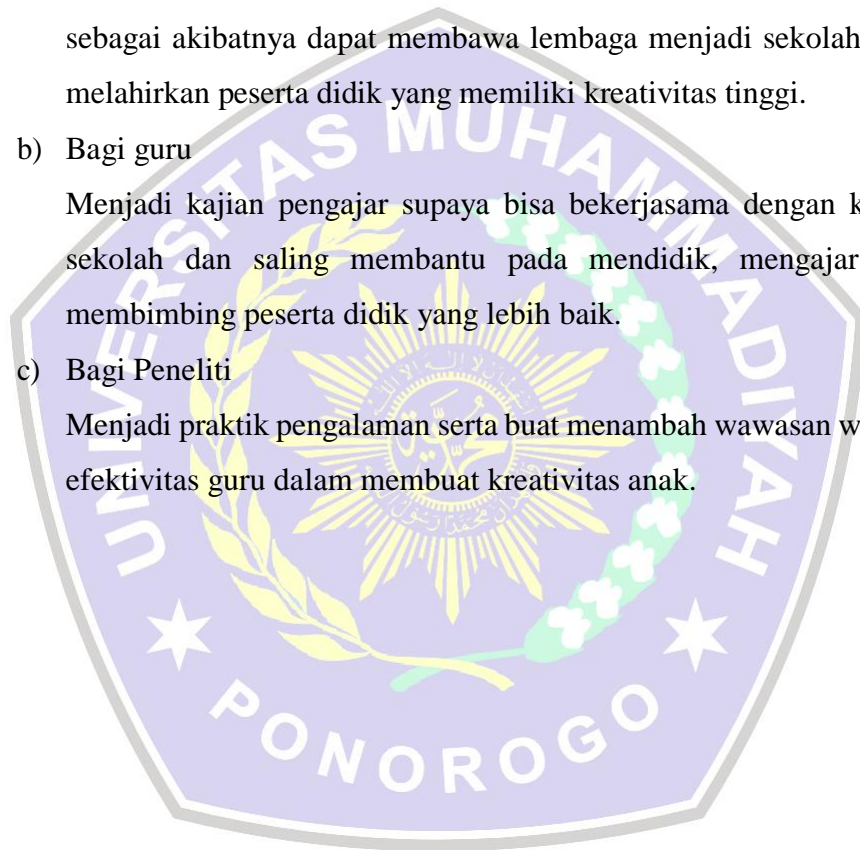 sebagai akibatnya dapat membawa lembaga menjadi sekolah
melahirkan peserta didik yang memiliki kreativitas tinggi.
b) Bagi guru
Menjadi kajian pengajar supaya bisa bekerjasama dengan k
sekolah dan saling membantu pada mendidik, mengajar
membimbing peserta didik yang lebih baik.
c) Bagi Peneliti
Menjadi praktik pengalaman serta buat menambah wawasan w
efektivitas guru dalam membuat kreativitas anak.
UNIVERSITAS MUHAMMADIYAH
PONOROGO